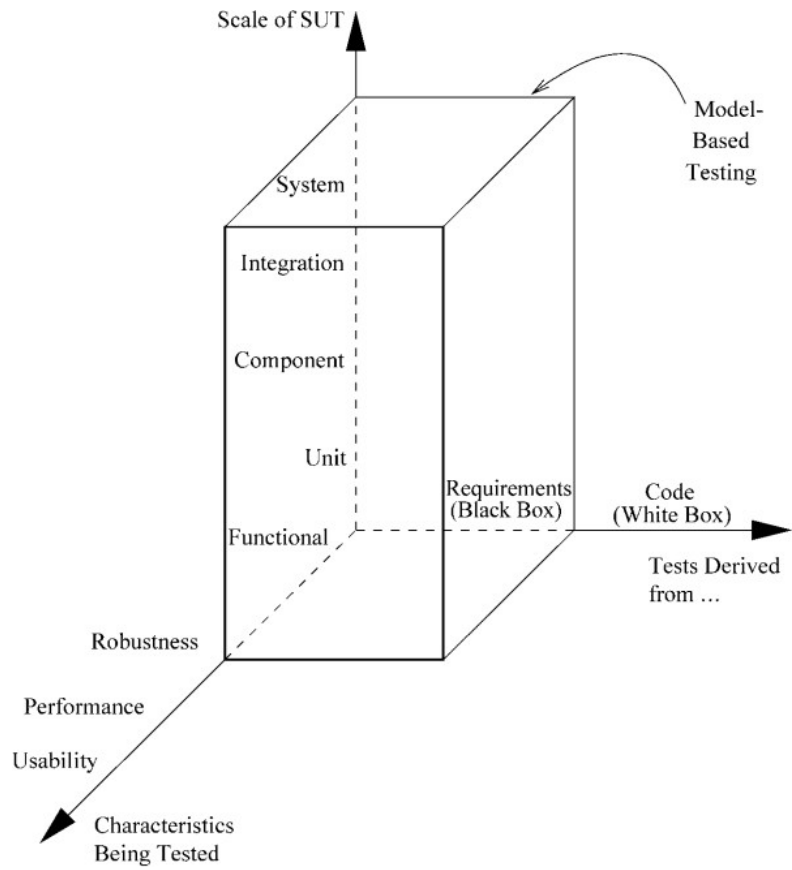 Scale of SUT
Model-
Based
Testing
System
Integration
Component
Unit
Requirements
(Black Box)
Code
(White Box)
Functional
Tests Derived
from ...
Robustness
Performance
Usability
Characteristics
Being Tested